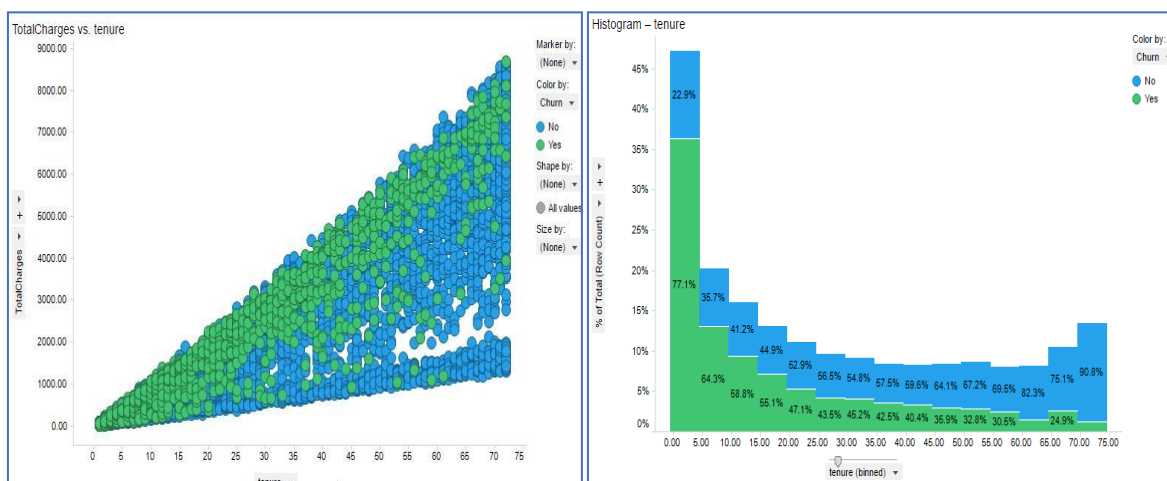 TotalCharges vs. tenure
9000.00
8000.00
7000.00
6000.00
5000.00
4000.00
3000.00
2000.00
1000.00
0.00
TotalCharges
+
0 5 10 15 20 25 30 35 40 45 50 55 60 65 70 75
Marker by:
(None)
Color by:
Churn
No
Yes
Shape by:
(None)
All values
Size by:
(None)
Histogram – tenure
45%
40%
35%
30%
25%
20%
15%
10%
5%
0%
% of Total (Row Count)
+
22.9%
77.1%
35.7%
64.3%
41.2%
58.8%
44.9%
55.1%
52.9%
47.1%
56.5%
43.5%
54.8%
45.2%
57.5%
42.5%
59.6%
40.4%
64.1%
35.9%
67.2%
32.8%
69.5%
30.5%
82.3%
75.1%
24.9%
90.8%
0.00 5.00 10.00 15.00 20.00 25.00 30.00 35.00 40.00 45.00 50.00 55.00 60.00 65.00 70.00 75.00
tenure (binned)
Color by:
Churn
No
Yes